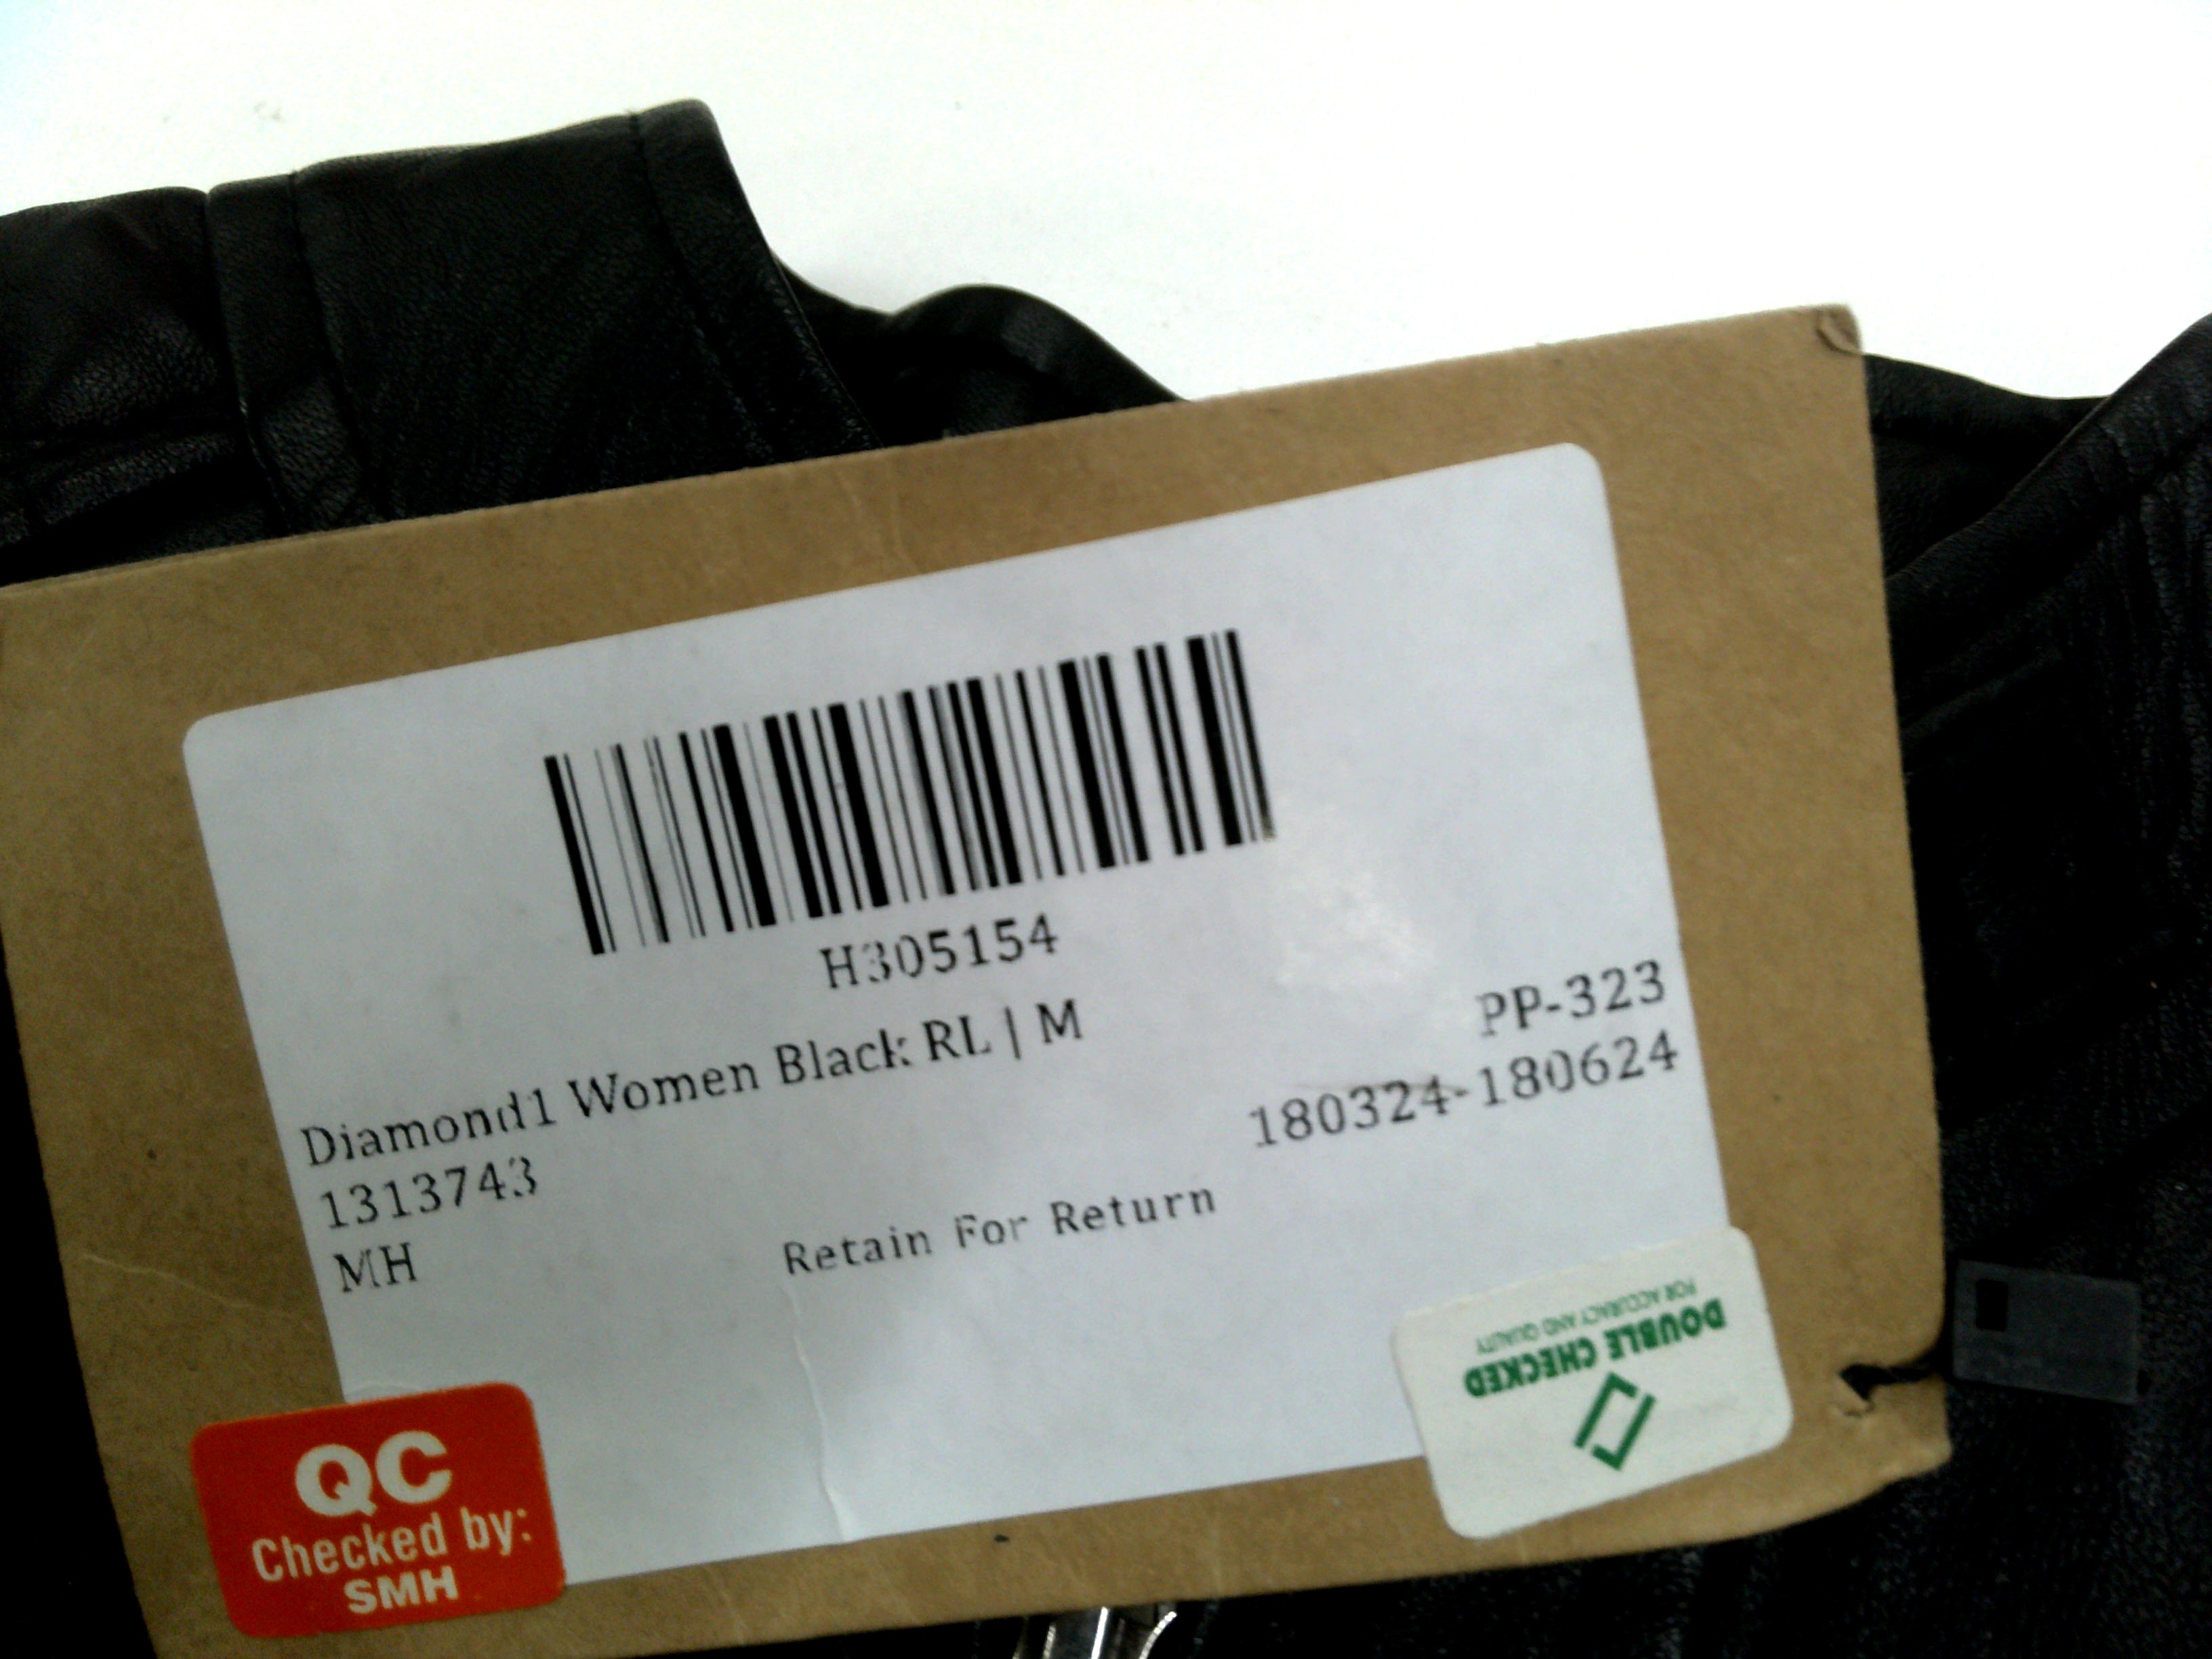 H305154
Diamond1 Women Black RL | M
PP-323
1313743
180324-180624
MH
Retain For Return
QC
Checked by:
SMH
DOUBLE CHECKED
FOR ACCURACY AND QUALITY